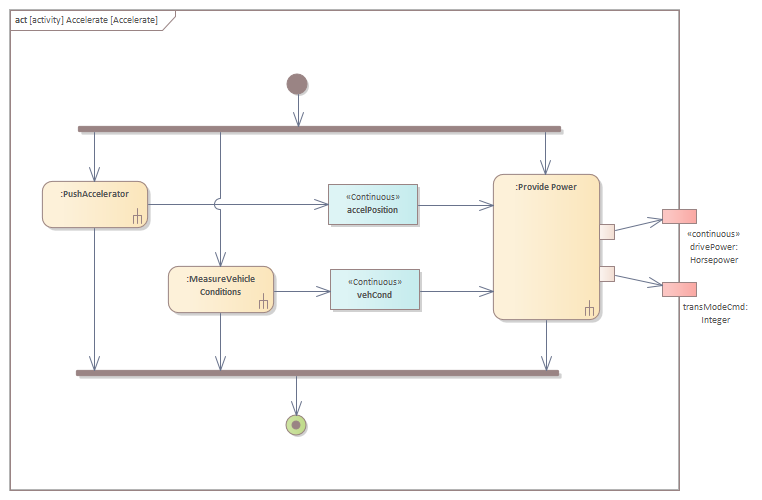 act [activity] Accelerate [Accelerate]
:PushAccelerator
«Continuous»
accelPosition
:Provide Power
«continuous»
drivePower:
Horsepower
:MeasureVehicle
Conditions
«Continuous»
vehCond
transModeCmd:
Integer